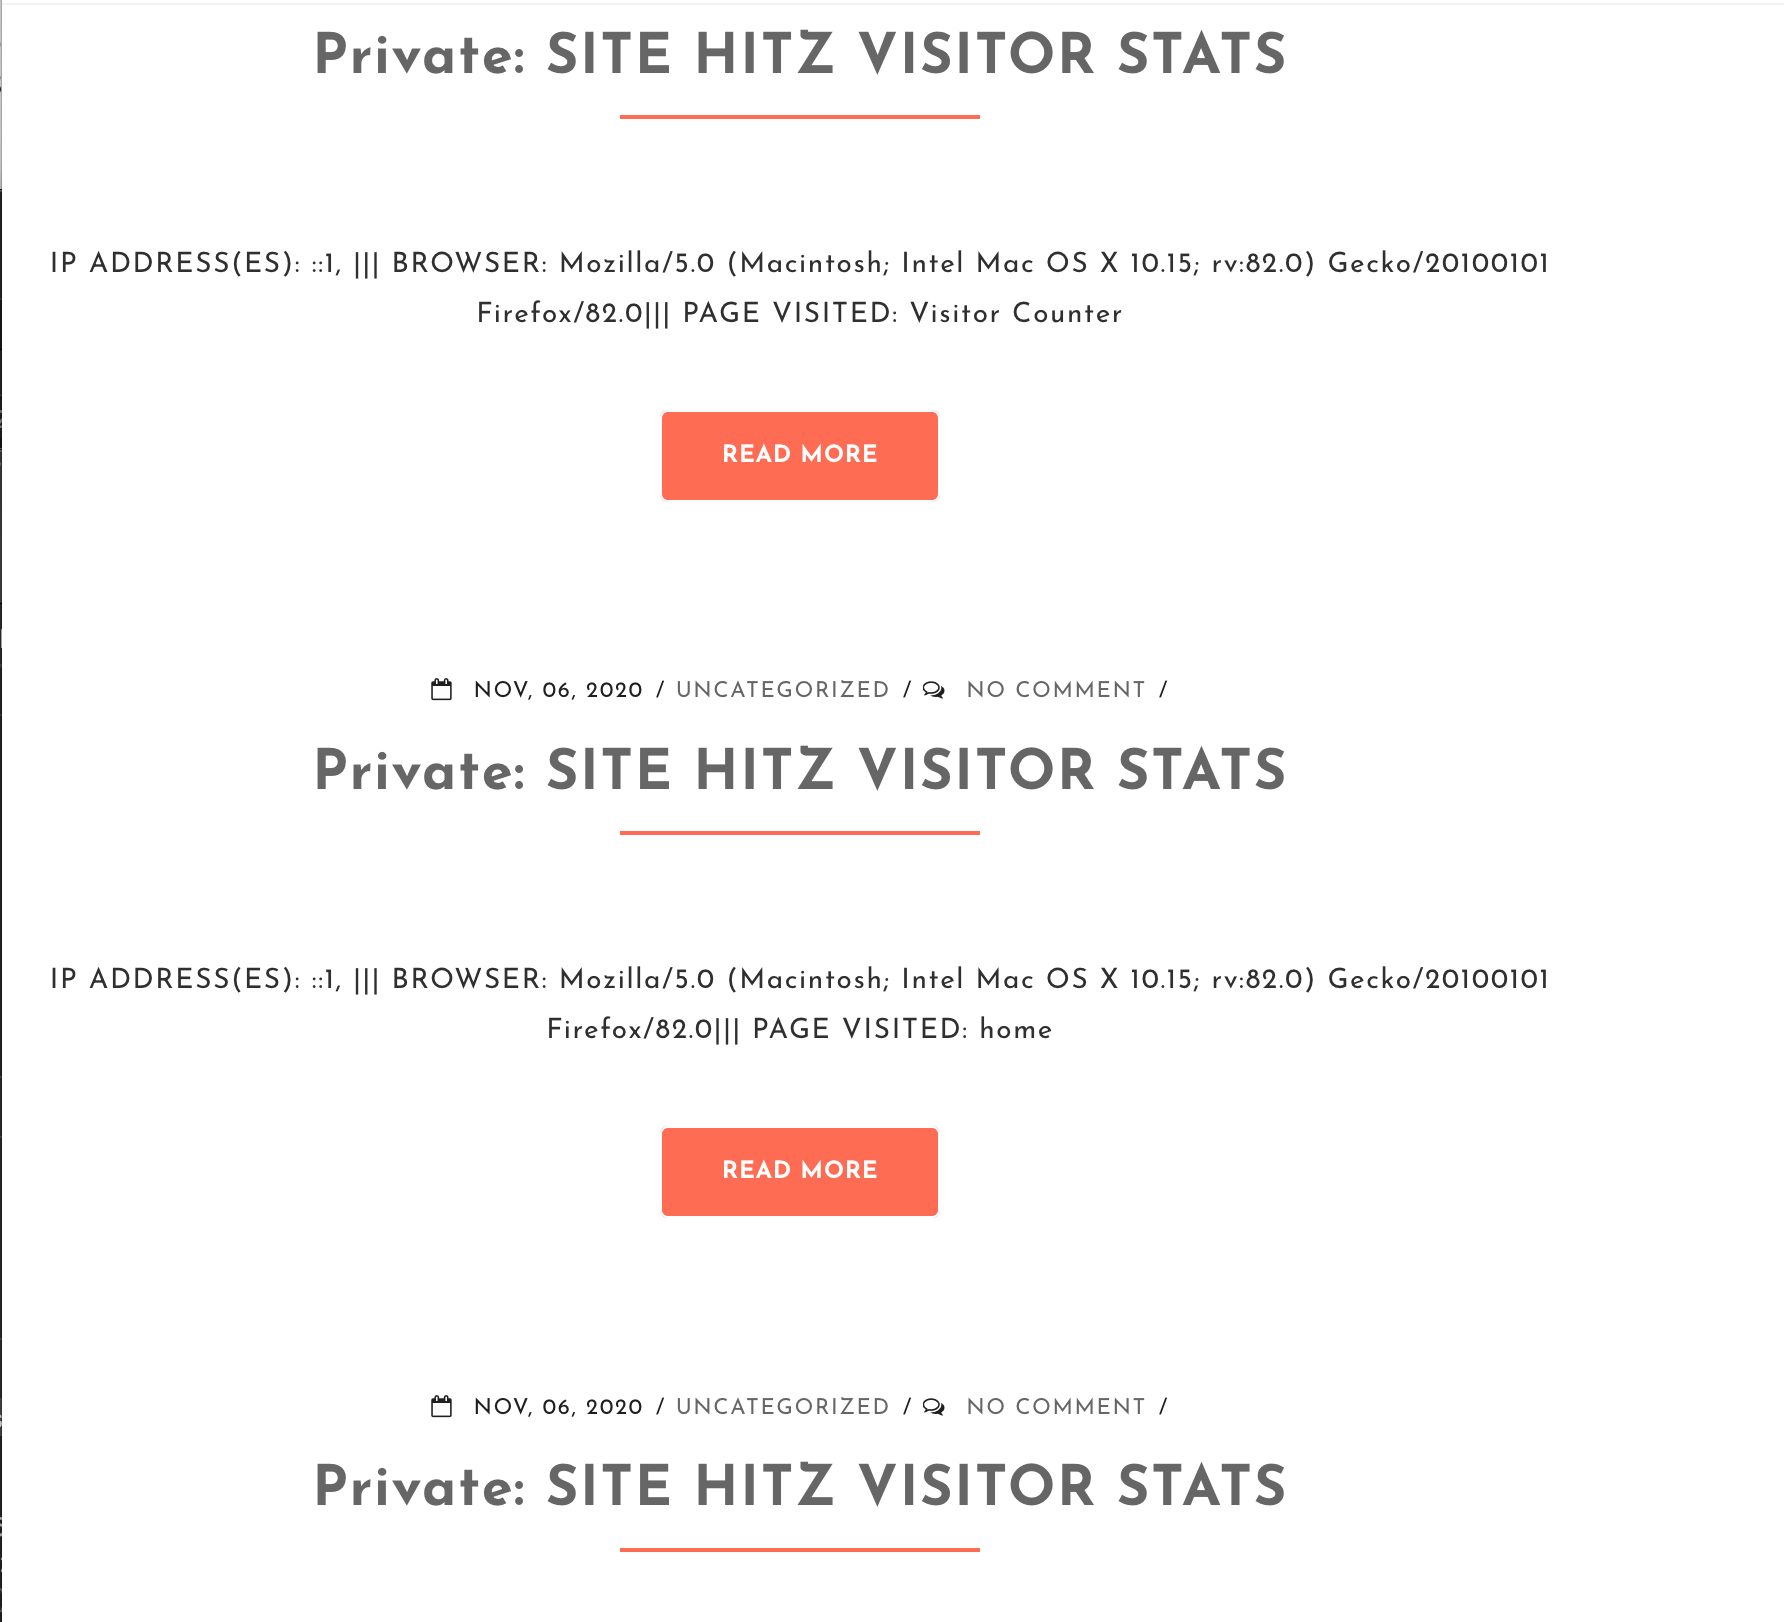 Private: SITE HITZ VISITOR STATS
IP ADDRESS(ES): ::1, ||| BROWSER: Mozilla/5.0 (Macintosh; Intel Mac OS X 10.15; rv:82.0) Gecko/20100101
Firefox/82.0||| PAGE VISITED: Visitor Counter
READ MORE
NOV, 06, 2020 / UNCATEGORIZED / NO COMMENT /
Private: SITE HITZ VISITOR STATS
IP ADDRESS(ES): ::1, ||| BROWSER: Mozilla/5.0 (Macintosh; Intel Mac OS X 10.15; rv:82.0) Gecko/20100101
Firefox/82.0||| PAGE VISITED: home
READ MORE
NOV, 06, 2020 / UNCATEGORIZED / NO COMMENT /
Private: SITE HITZ VISITOR STATS